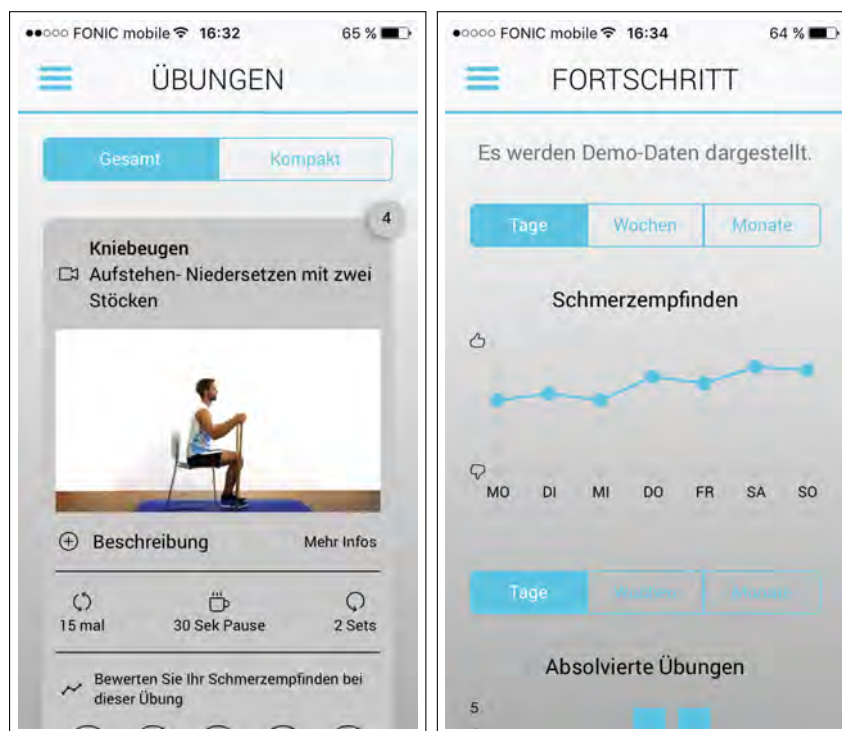 FONIC mobile 16:32 65 %
ÜBUNGEN
Gesamt Kompakt
4
Kniebeugen
Aufstehen- Niedersetzen mit zwei
Stöcken
Beschreibung Mehr Infos
15 mal 30 Sek Pause 2 Sets
Bewerten Sie Ihr Schmerzempfinden bei
dieser Übung
FONIC mobile 16:34 64 %
FORTSCHRITT
Es werden Demo-Daten dargestellt.
Tage Wochen Monate
Schmerzempfinden
MO DI MI DO FR SA SO
Tage Wochen Monate
Absolvierte Übungen
5